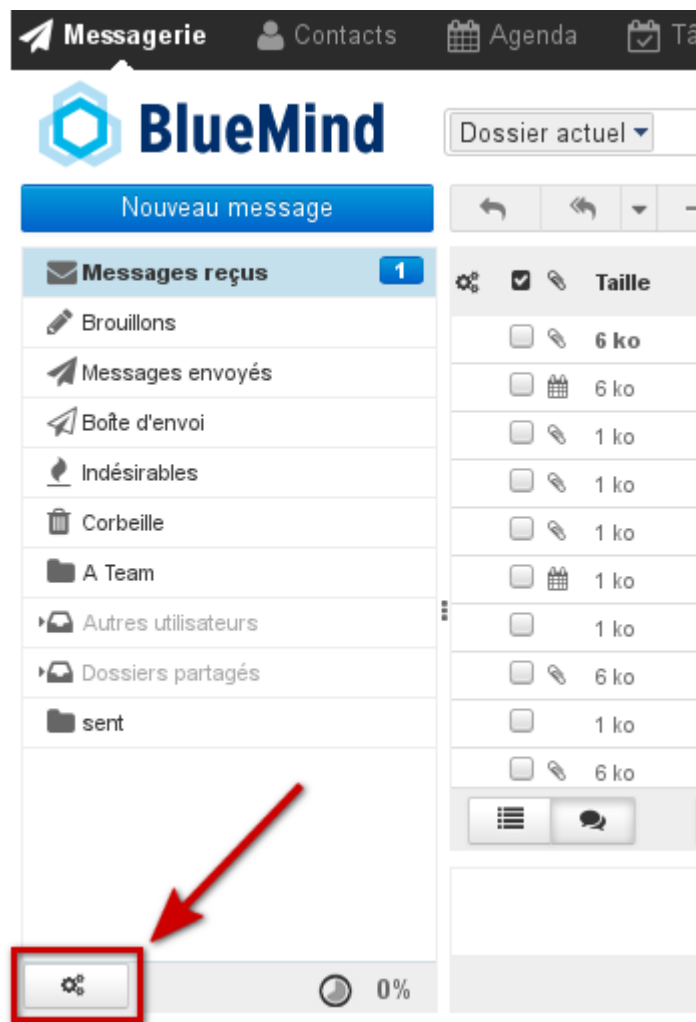 Messagerie Contacts Agenda Tâ
BlueMind
Dossier actuel
Nouveau message
Messages reçus 1
Taille
Brouillons
6 ko
Messages envoyés
6 ko
Boîte d'envoi
1 ko
Indésirables
1 ko
Corbeille
1 ko
A Team
1 ko
Autres utilisateurs
1 ko
Dossiers partagés
6 ko
sent
1 ko
6 ko
0%